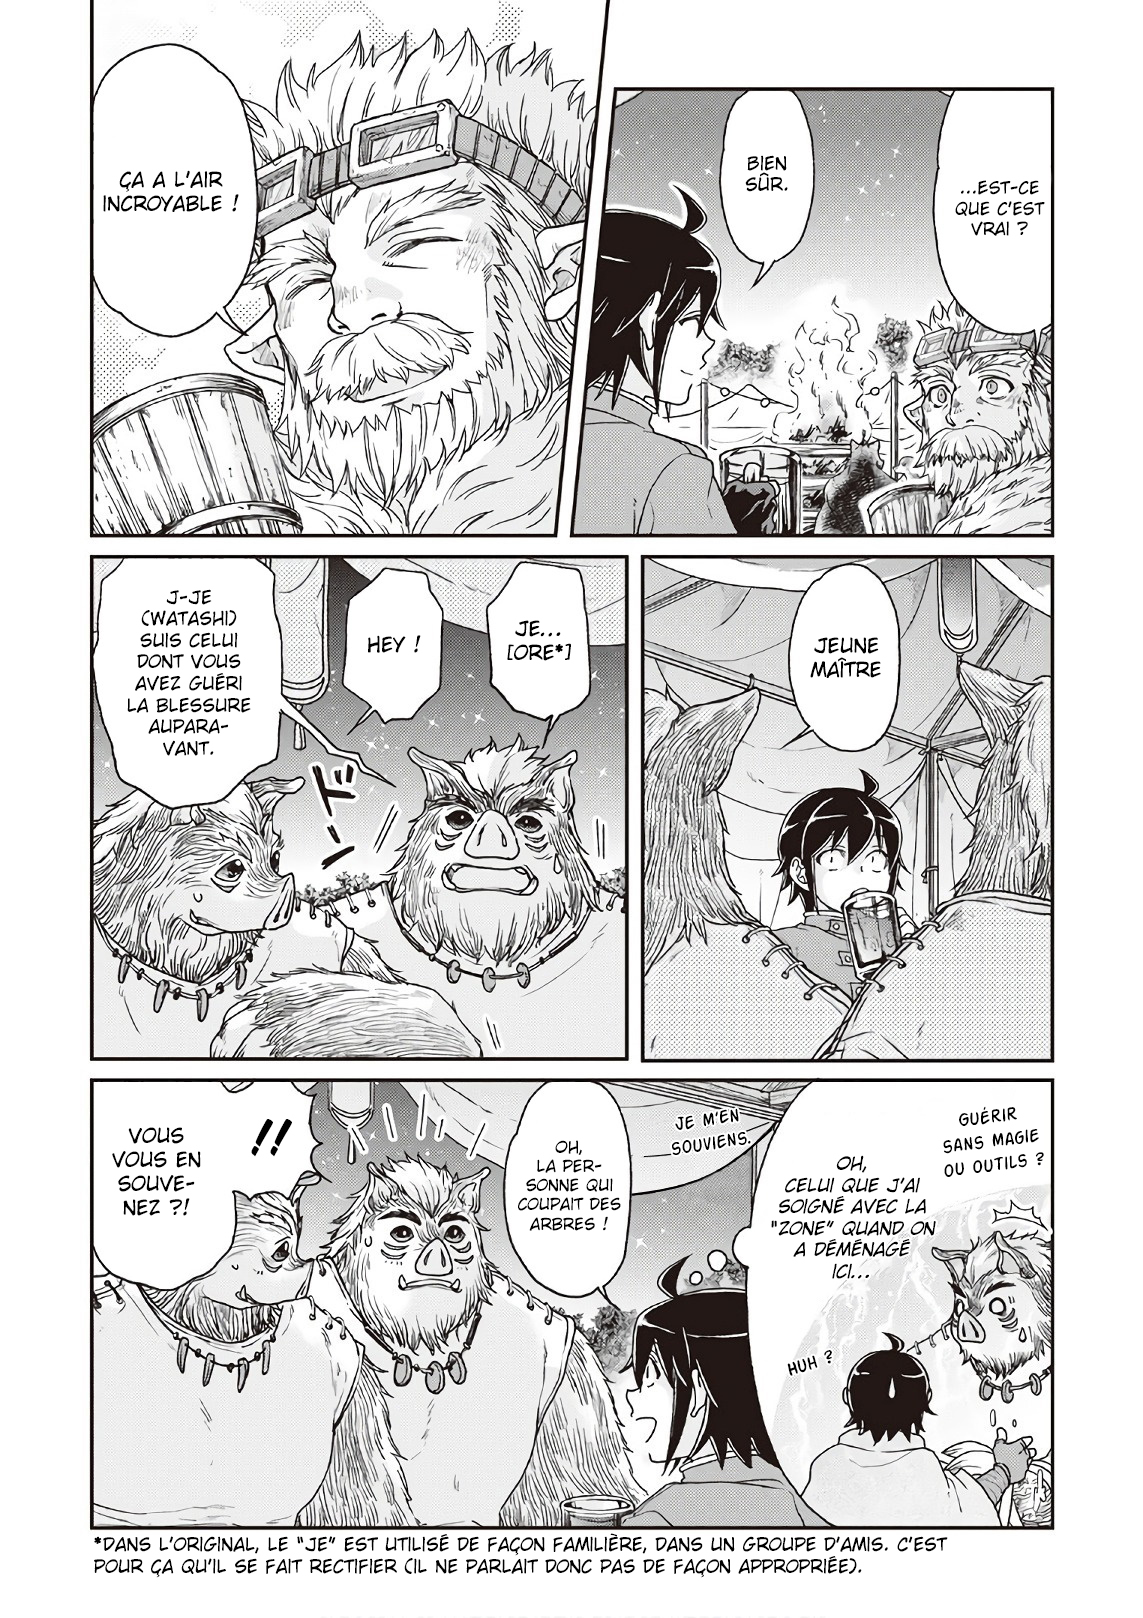 ...EST-CE
QUE C'EST
VRAI ?
BIEN
SÛR.
ÇA A L'AIR
INCROYABLE !
JEUNE
MAÎTRE
JE...
[ORE*]
HEY !
J-JE
(WATASHI)
SUIS CELUI
DONT VOUS
AVEZ GUÉRI
LA BLESSURE
AUPARA-
VANT.
ドン
GUÉRIR
SANS MAGIE
OU OUTILS ?
OH,
CELUI QUE J'AI
SOIGNÉ AVEC LA
"ZONE" QUAND ON
A DÉMÉNAGÉ
ICI...
HUH ?
JE M'EN
SOUVIENS.
OH,
LA PER-
SONNE QUI
COUPAIT DES
ARBRES !
!!
VOUS
VOUS EN
SOUVE-
NEZ ?!
*DANS L'ORIGINAL, LE "JE" EST UTILISÉ DE FAÇON FAMILIÈRE, DANS UN GROUPE D'AMIS. C'EST
POUR ÇA QU'IL SE FAIT RECTIFIER (IL NE PARLAIT DONC PAS DE FAÇON APPROPRIÉE).